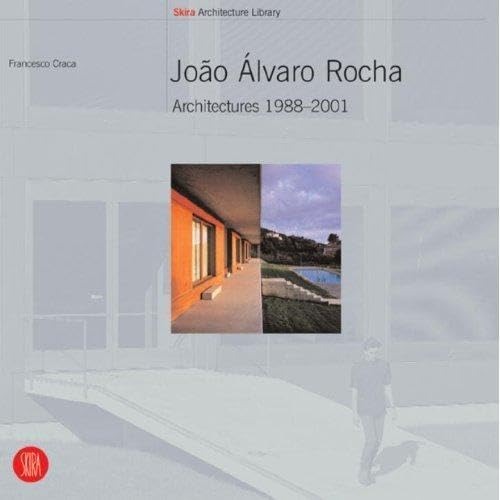 Skira Architecture Library
Francesco Craca
João Álvaro Rocha
Architectures 1988–2001
SKIRA